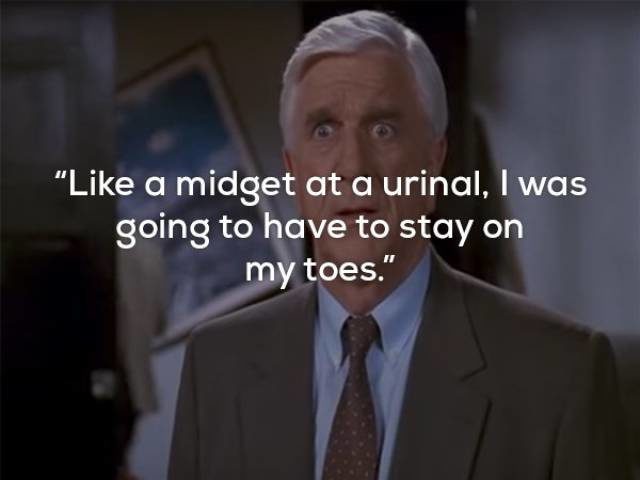 “Like a midget at a urinal, I was
going to have to stay on
my toes.”